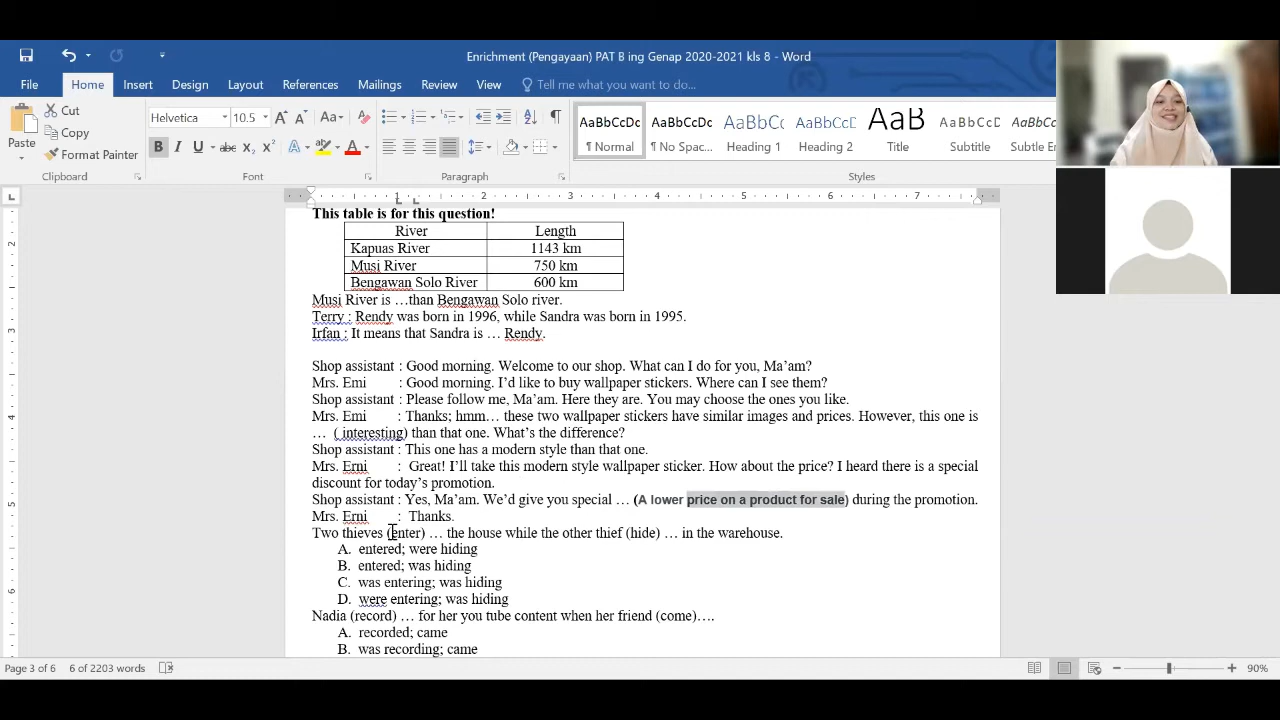 Enrichment (Pengayaan) PAT B ing Genap 2020-2021 kls 8 - Word
File Home Insert Design Layout References Mailings Review View Tell me what you want to do...
Paste
Cut
Copy
Format Painter
Helvetica 10.5
AaBbCcDc AaBbCcDc AaBbC AaBbCc AaB AaBbCcD AaBbCcD
¶ Normal ¶ No Spac... Heading 1 Heading 2 Title Subtitle Subtle En
Clipboard Font Paragraph Styles
1 2 3 4 5 6 7
This table is for this question!
River Length
Kapuas River 1143 km
Musi River 750 km
Bengawan Solo River 600 km
Musi River is …than Bengawan Solo river.
Terry : Rendy was born in 1996, while Sandra was born in 1995.
Irfan : It means that Sandra is … Rendy.
Shop assistant : Good morning. Welcome to our shop. What can I do for you, Ma’am?
Mrs. Emi : Good morning. I’d like to buy wallpaper stickers. Where can I see them?
Shop assistant : Please follow me, Ma’am. Here they are. You may choose the ones you like.
Mrs. Emi : Thanks; hmm… these two wallpaper stickers have similar images and prices. However, this one is
… ( interesting) than that one. What’s the difference?
Shop assistant : This one has a modern style than that one.
Mrs. Erni : Great! I’ll take this modern style wallpaper sticker. How about the price? I heard there is a special
discount for today’s promotion.
Shop assistant : Yes, Ma’am. We’d give you special … (A lower price on a product for sale) during the promotion.
Mrs. Erni : Thanks.
Two thieves (enter) … the house while the other thief (hide) … in the warehouse.
A. entered; were hiding
B. entered; was hiding
C. was entering; was hiding
D. were entering; was hiding
Nadia (record) … for her you tube content when her friend (come)….
A. recorded; came
B. was recording; came
Page 3 of 6 6 of 2203 words 90%